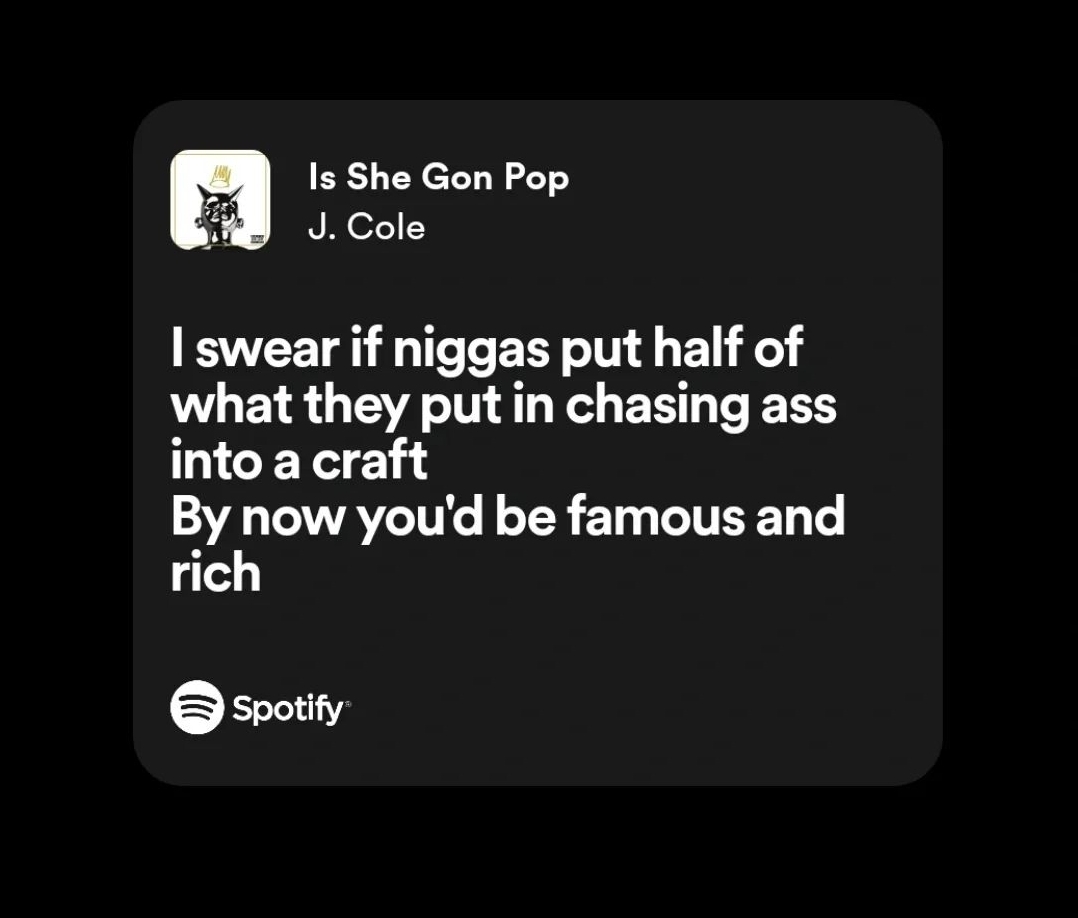 Is She Gon Pop
J. Cole
I swear if niggas put half of
what they put in chasing ass
into a craft
By now you'd be famous and
rich
Spotify®